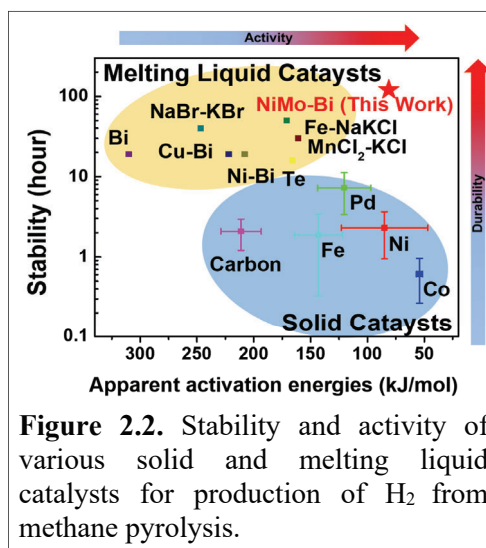 Activity
Melting Liquid Cataysts
NaBr-KBr
NiMo-Bi (This Work)
Bi
Cu-Bi
Fe-NaKCl
MnCl₂-KCl
Ni-Bi
Te
Pd
Carbon
Fe
Ni
Co
Solid Cataysts
Durability
Stability (hour)
100
10
1
0.1
300 250 200 150 100 50
Apparent activation energies (kJ/mol)
Figure 2.2. Stability and activity of
various solid and melting liquid
catalysts for production of H₂ from
methane pyrolysis.